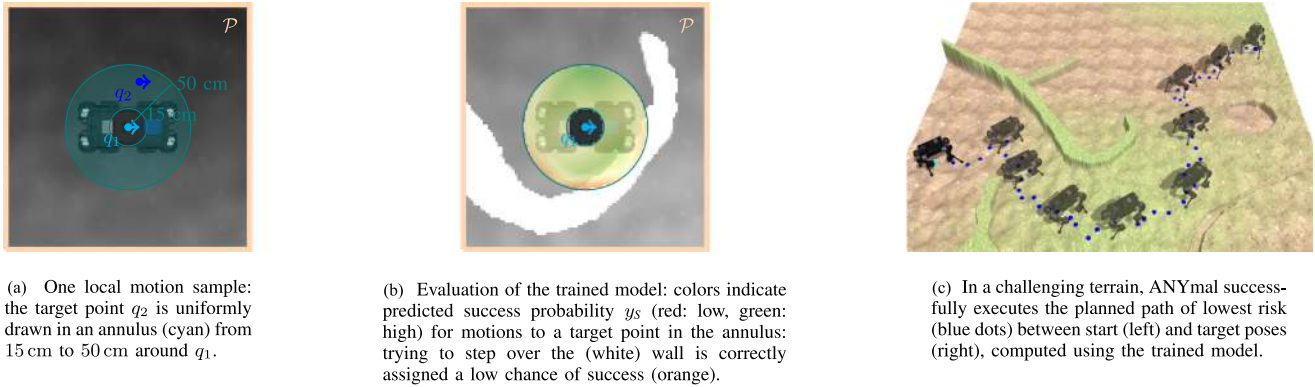 𝒫
50 cm
q₂
15 cm
q₁
𝒫
q₁
(a) One local motion sample:
the target point q₂ is uniformly
drawn in an annulus (cyan) from
15 cm to 50 cm around q₁.
(b) Evaluation of the trained model: colors indicate
predicted success probability y_S (red: low, green:
high) for motions to a target point in the annulus:
trying to step over the (white) wall is correctly
assigned a low chance of success (orange).
(c) In a challenging terrain, ANYmal success-
fully executes the planned path of lowest risk
(blue dots) between start (left) and target poses
(right), computed using the trained model.